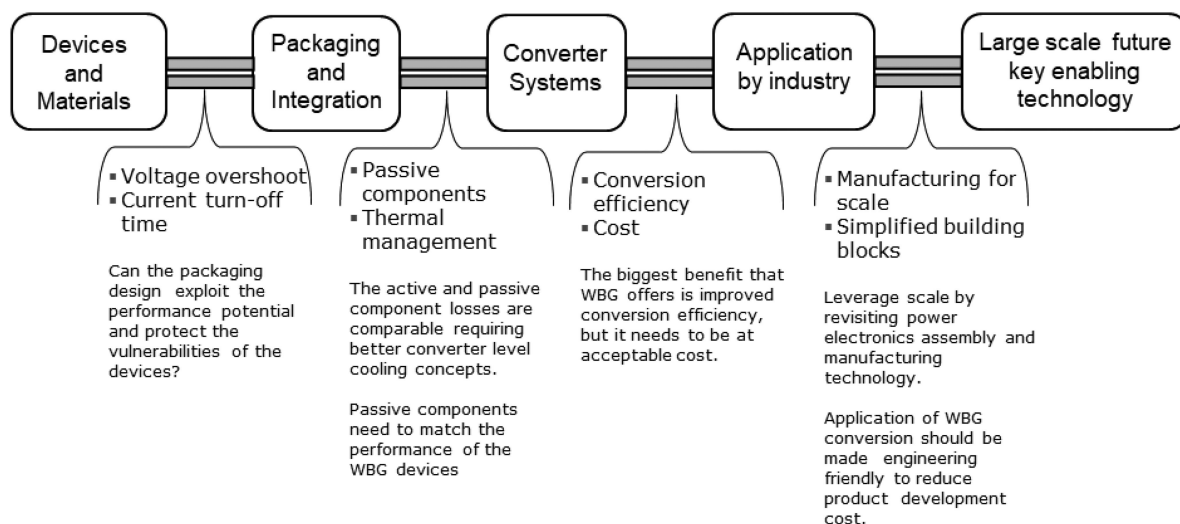 Devices
and
Materials
Packaging
and
Integration
Converter
Systems
Application
by industry
Large scale future
key enabling
technology
▪ Voltage overshoot
▪ Current turn-off
time
Can the packaging
design exploit the
performance potential
and protect the
vulnerabilities of the
devices?
▪ Passive
components
▪ Thermal
management
The active and passive
component losses are
comparable requiring
better converter level
cooling concepts.
Passive components
need to match the
performance of the
WBG devices
▪ Conversion
efficiency
▪ Cost
The biggest benefit that
WBG offers is improved
conversion efficiency,
but it needs to be at
acceptable cost.
▪ Manufacturing for
scale
▪ Simplified building
blocks
Leverage scale by
revisiting power
electronics assembly and
manufacturing
technology.
Application of WBG
conversion should be
made engineering
friendly to reduce
product development
cost.